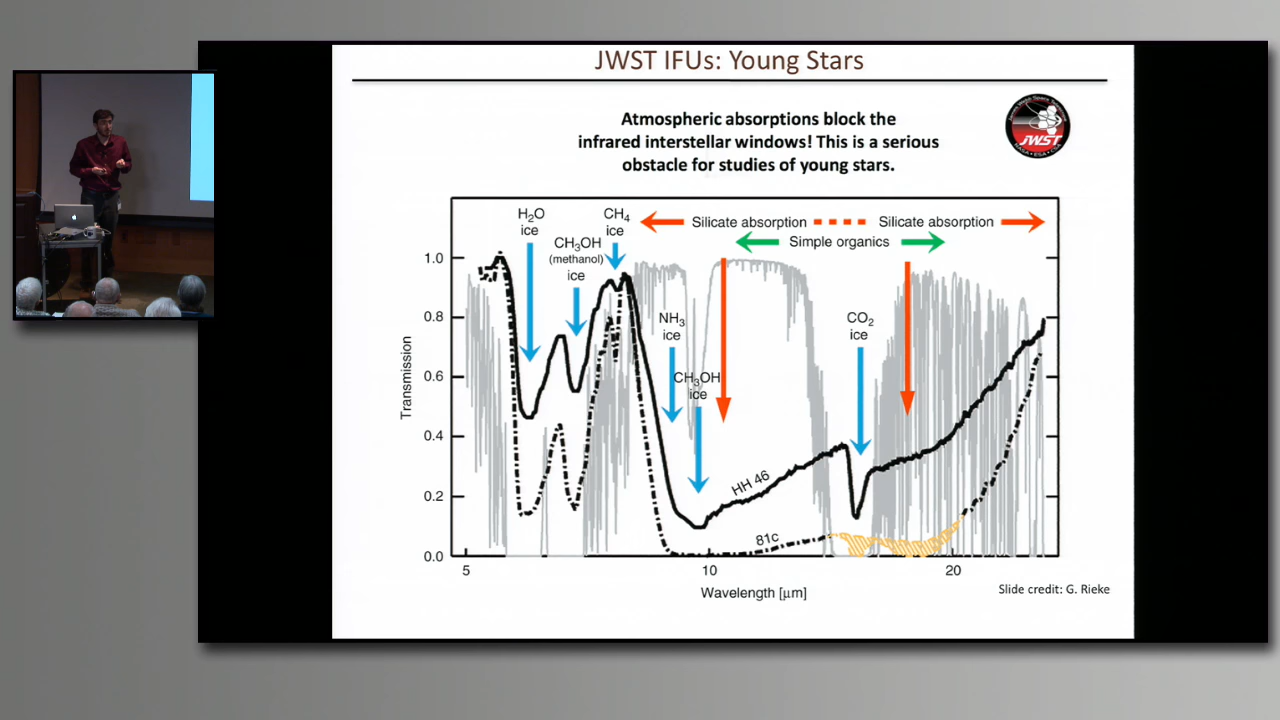 JWST IFUs: Young Stars
Atmospheric absorptions block the
infrared interstellar windows! This is a serious
obstacle for studies of young stars.
JWST
H₂O
ice
CH₃OH
(methanol)
ice
CH₄
ice
Silicate absorption
Silicate absorption
Simple organics
NH₃
ice
CH₃OH
ice
CO₂
ice
HH 46
81c
Transmission
1.0
0.8
0.6
0.4
0.2
0.0
5
10
20
Wavelength [μm]
Slide credit: G. Rieke